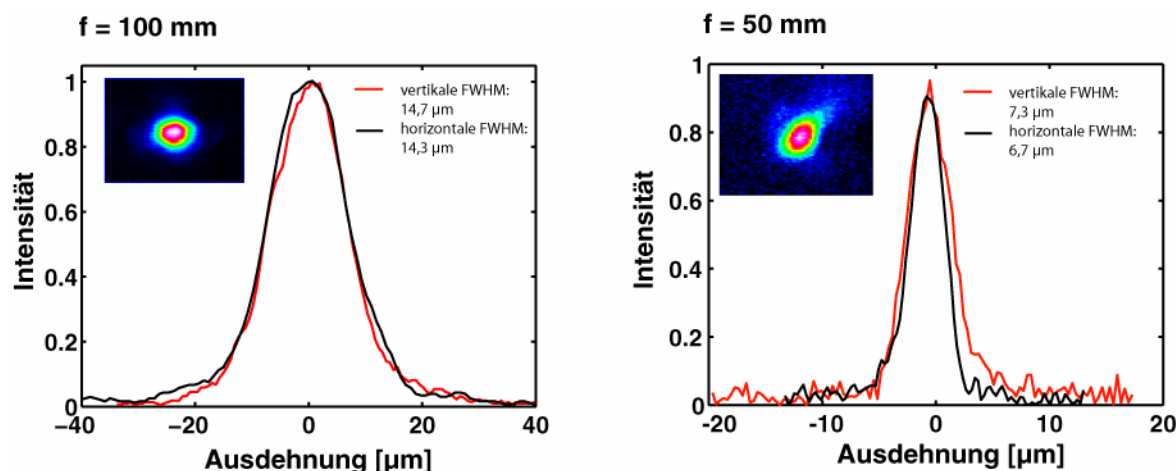 f = 100 mm
1
0.8
0.6
0.4
0.2
0
Intensität
vertikale FWHM:
14,7 µm
horizontale FWHM:
14,3 µm
−40
−20
0
20
40
Ausdehnung [µm]
f = 50 mm
1
0.8
0.6
0.4
0.2
0
Intensität
vertikale FWHM:
7,3 µm
horizontale FWHM:
6,7 µm
-20
-10
0
10
20
Ausdehnung [µm]